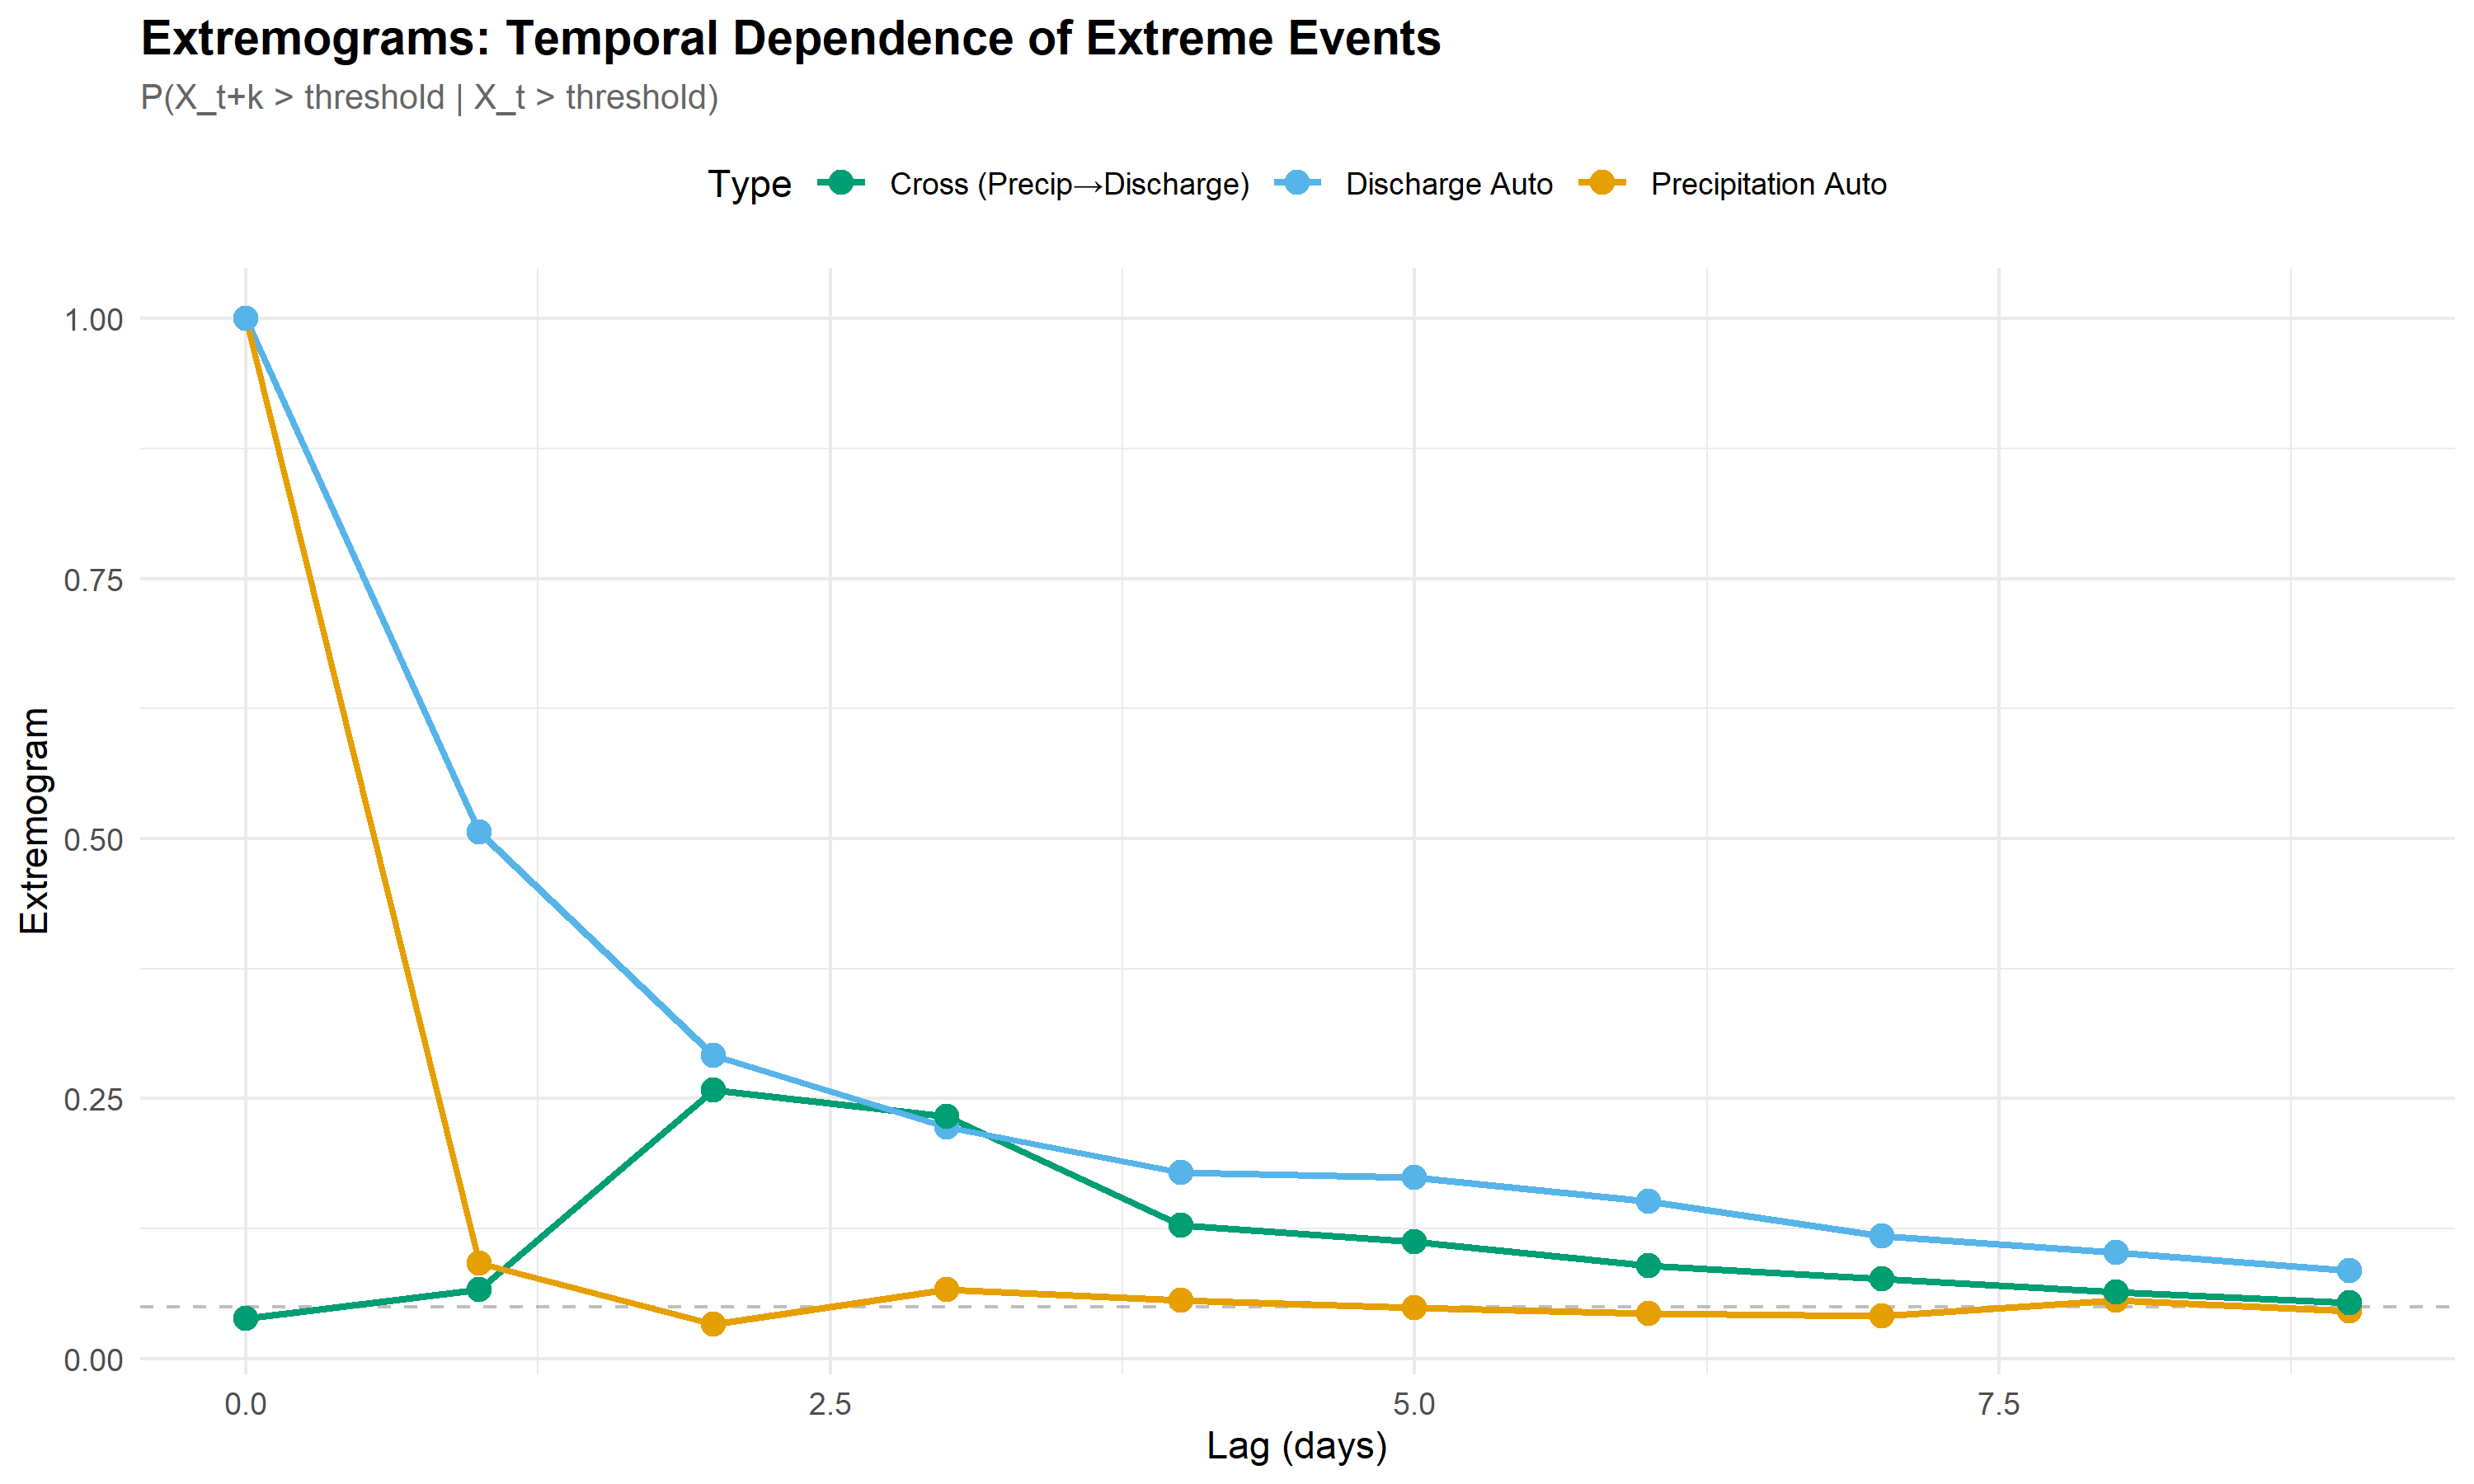 Extremograms: Temporal Dependence of Extreme Events
P(X_t+k > threshold | X_t > threshold)
Type Cross (Precip→Discharge) Discharge Auto Precipitation Auto
Extremogram
1.00
0.75
0.50
0.25
0.00
0.0 2.5 5.0 7.5
Lag (days)